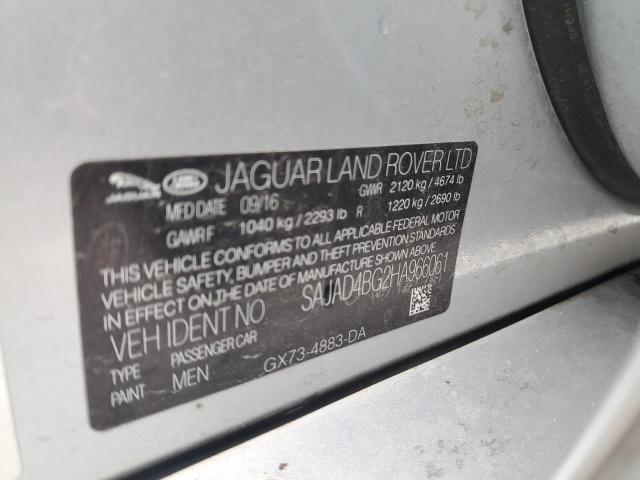 JAGUAR JAGUAR LAND ROVER LTD
MFD DATE 09/16 GVWR 2120 kg / 4674 lb
GAWR F 1040 kg / 2293 lb R 1220 kg / 2690 lb
THIS VEHICLE CONFORMS TO ALL APPLICABLE FEDERAL MOTOR
VEHICLE SAFETY, BUMPER AND THEFT PREVENTION STANDARDS
IN EFFECT ON THE DATE OF MANUFACTURE SHOWN ABOVE
VEH IDENT NO SAJAD4BG2HA966061
TYPE PASSENGER CAR
PAINT MEN GX73-4883-DA